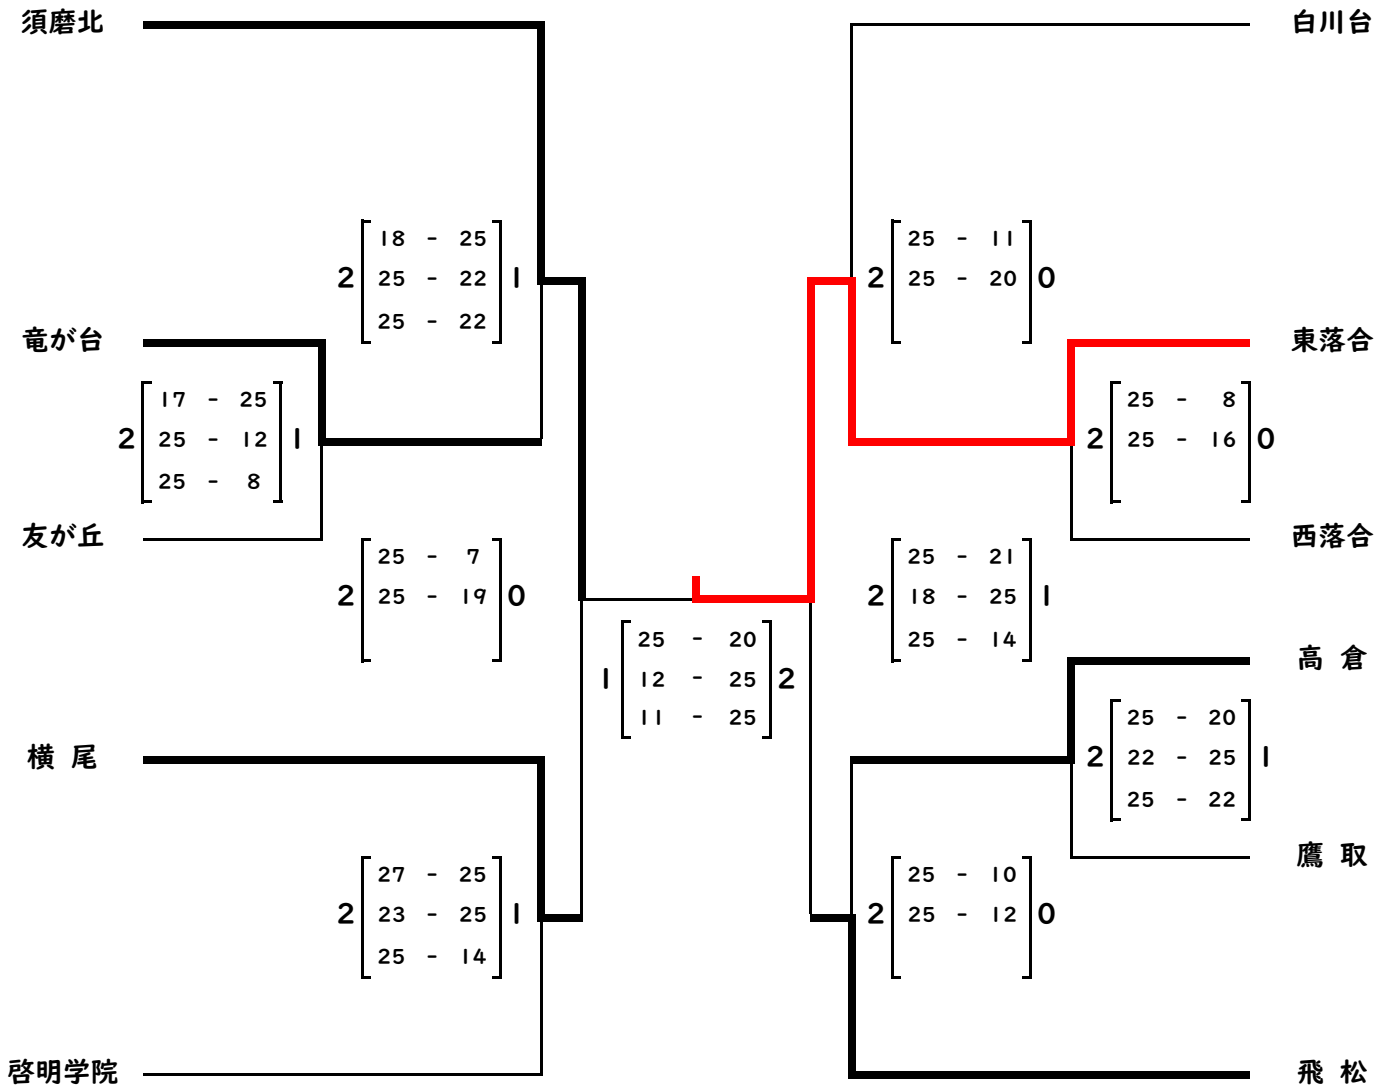 須磨北
白川台
18 - 25
2 25 - 22 1
25 - 22
25 - 11
2 25 - 20 0
竜が台
東落合
17 - 25
2 25 - 12 1
25 - 8
25 - 8
2 25 - 16 0
友が丘
西落合
25 - 7
2 25 - 19 0
25 - 21
2 18 - 25 1
25 - 14
25 - 20
1 12 - 25 2
11 - 25
高 倉
25 - 20
2 22 - 25 1
25 - 22
横 尾
鷹 取
27 - 25
2 23 - 25 1
25 - 14
25 - 10
2 25 - 12 0
啓明学院
飛 松